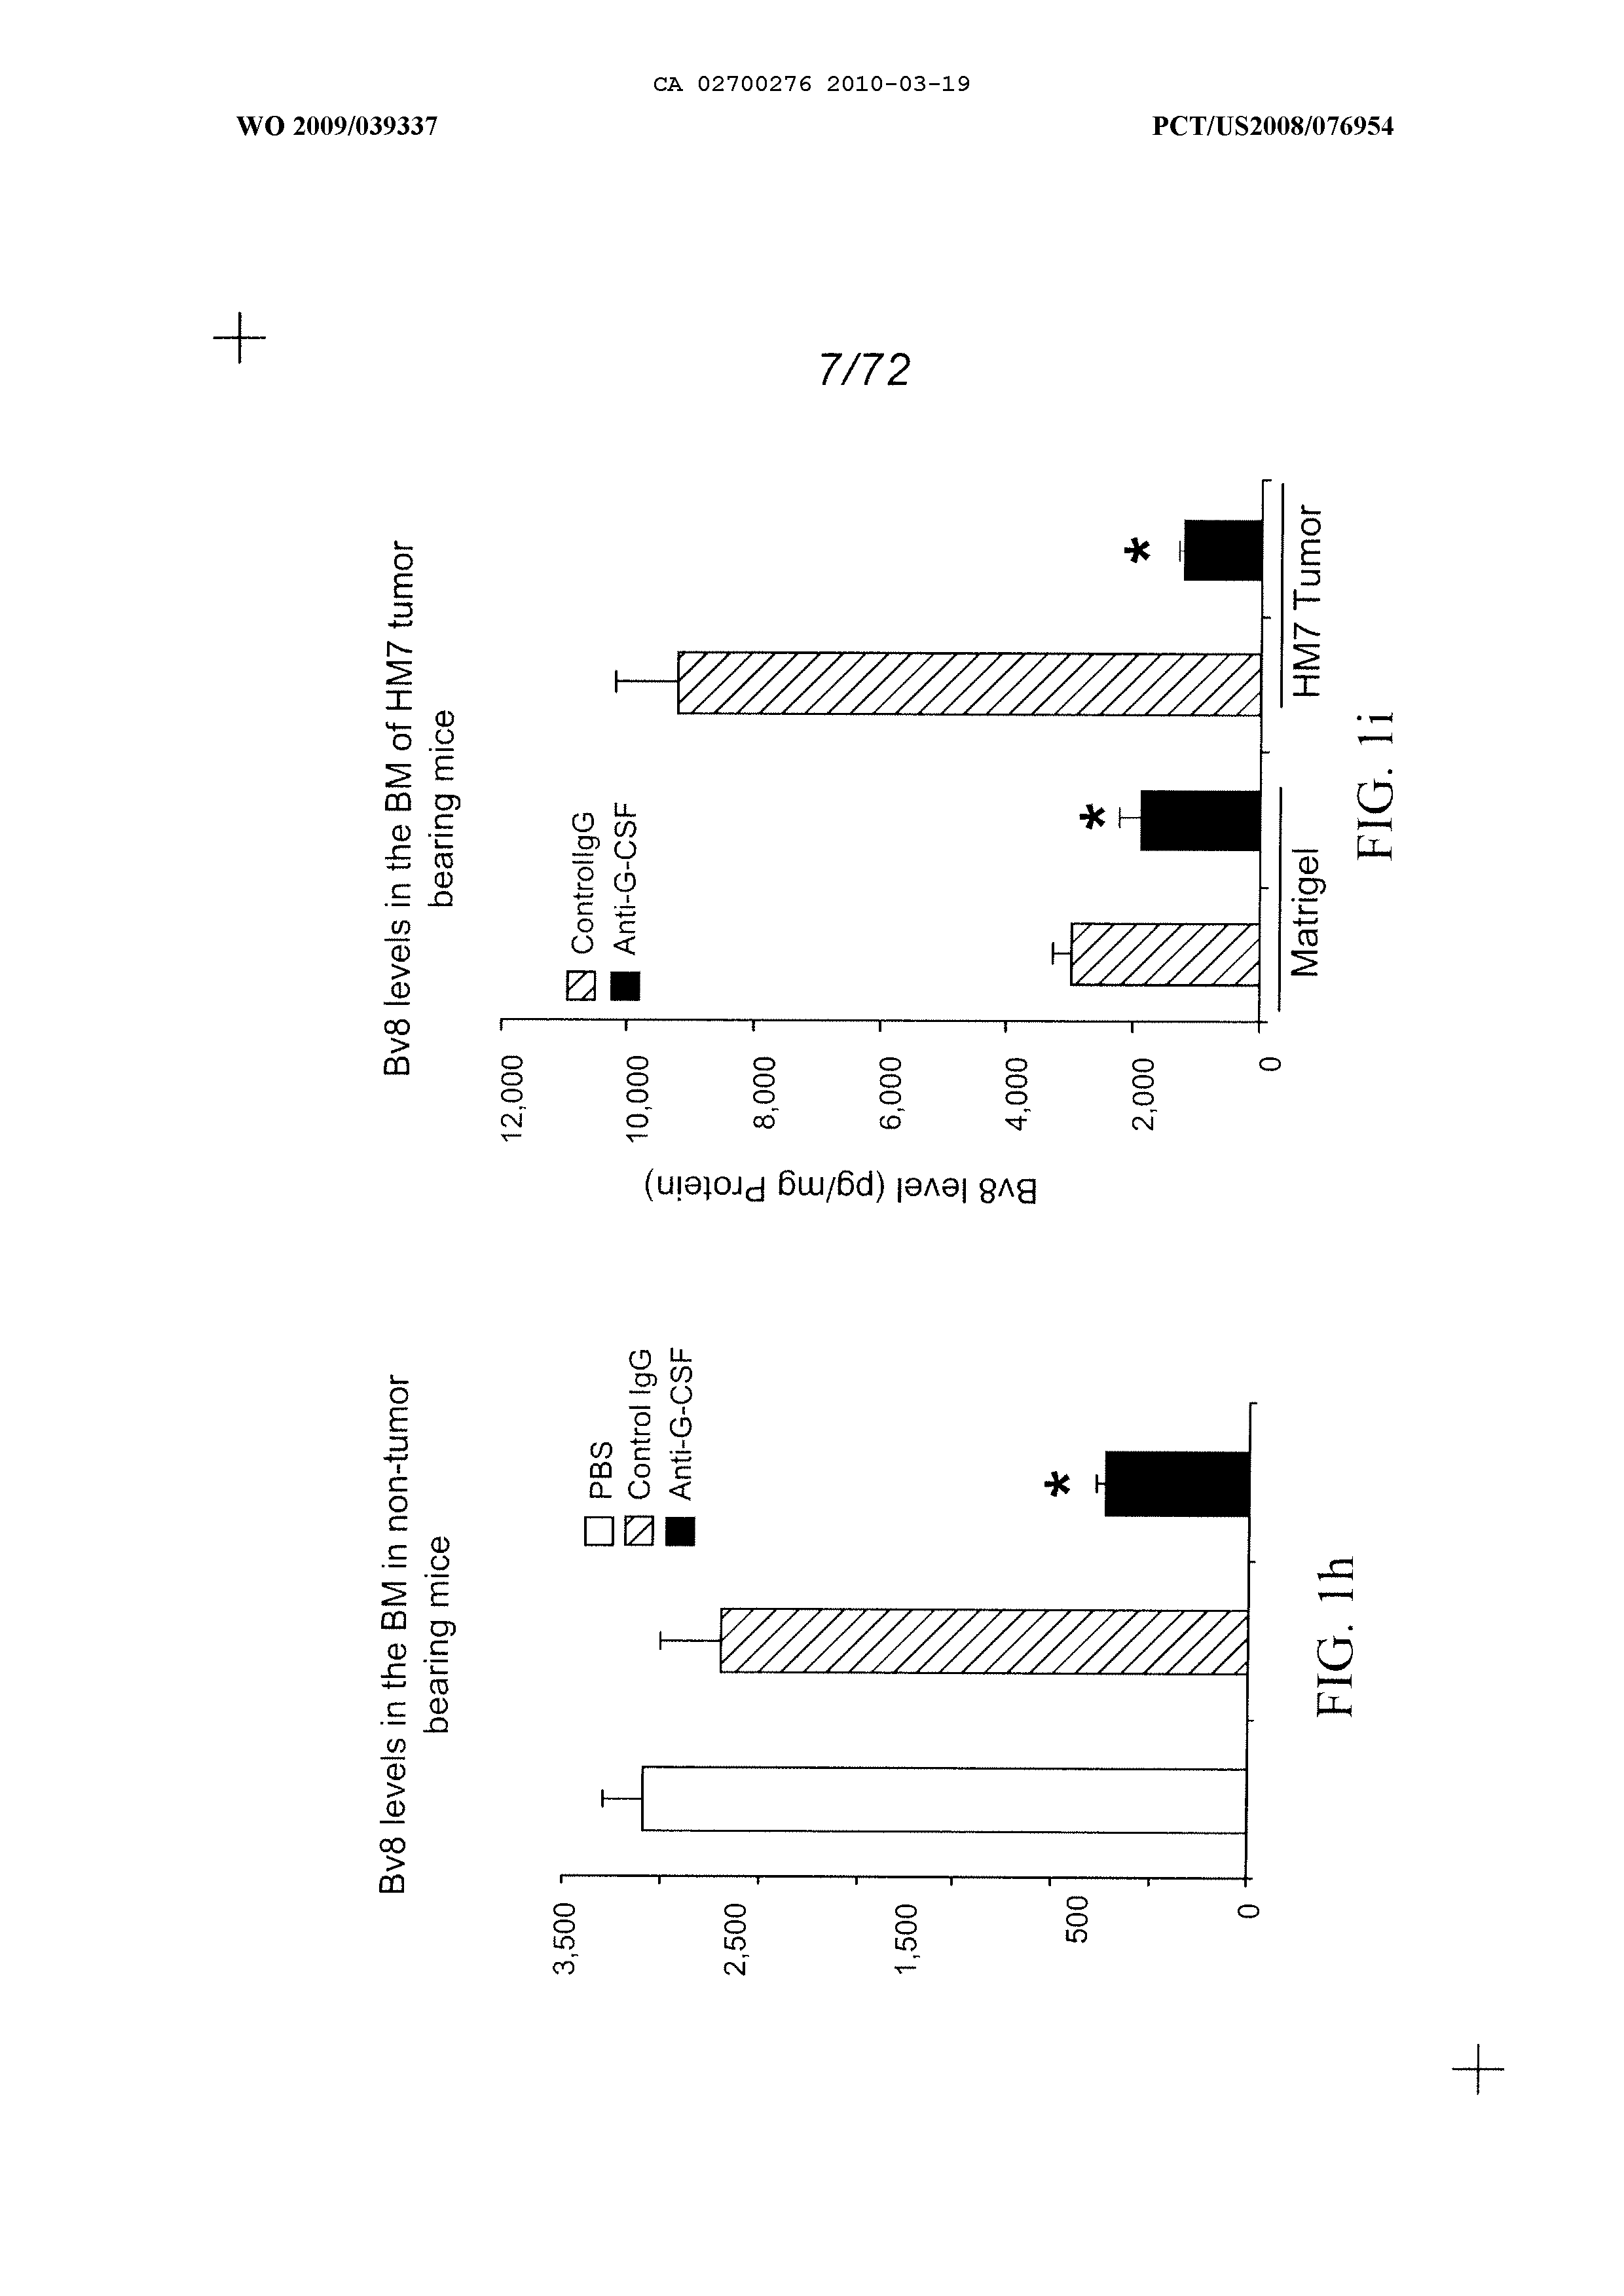 CA 02700276 2010-03-19
WO 2009/039337
PCT/US2008/076954
7/72
Bv8 levels in the BM in non-tumor
bearing mice
PBS
Control IgG
Anti-G-CSF
3,500
2,500
1,500
500
0
*
FIG. 1h
Bv8 levels in the BM of HM7 tumor
bearing mice
ControlIgG
Anti-G-CSF
Bv8 level (pg/mg Protein)
12,000
10,000
8,000
6,000
4,000
2,000
0
*
*
Matrigel
HM7 Tumor
FIG. 1i